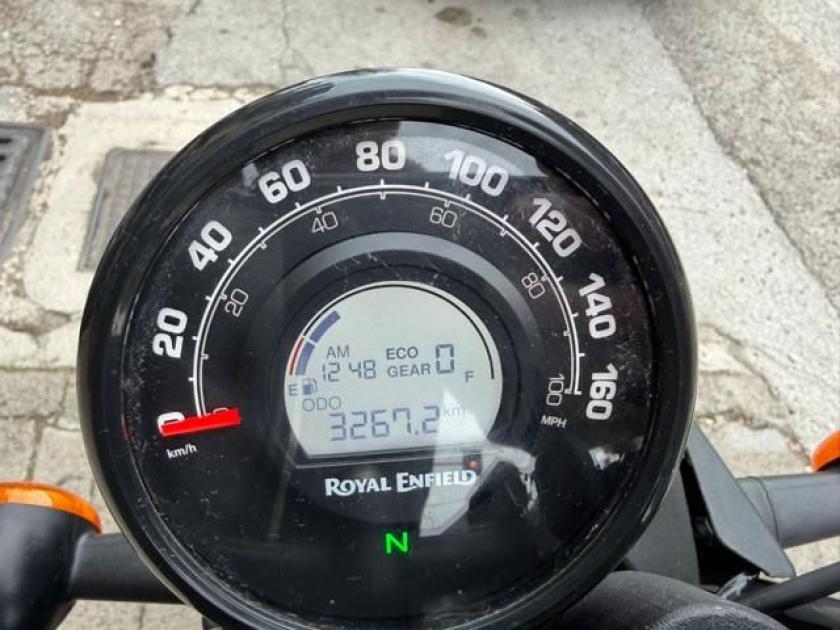 0 20 40 60 80 100 120 140 160
20 40 60 80 100
km/h
MPH
AM ECO
12 48 GEAR 0
E F
ODO
3267.2 km
ROYAL ENFIELD
N